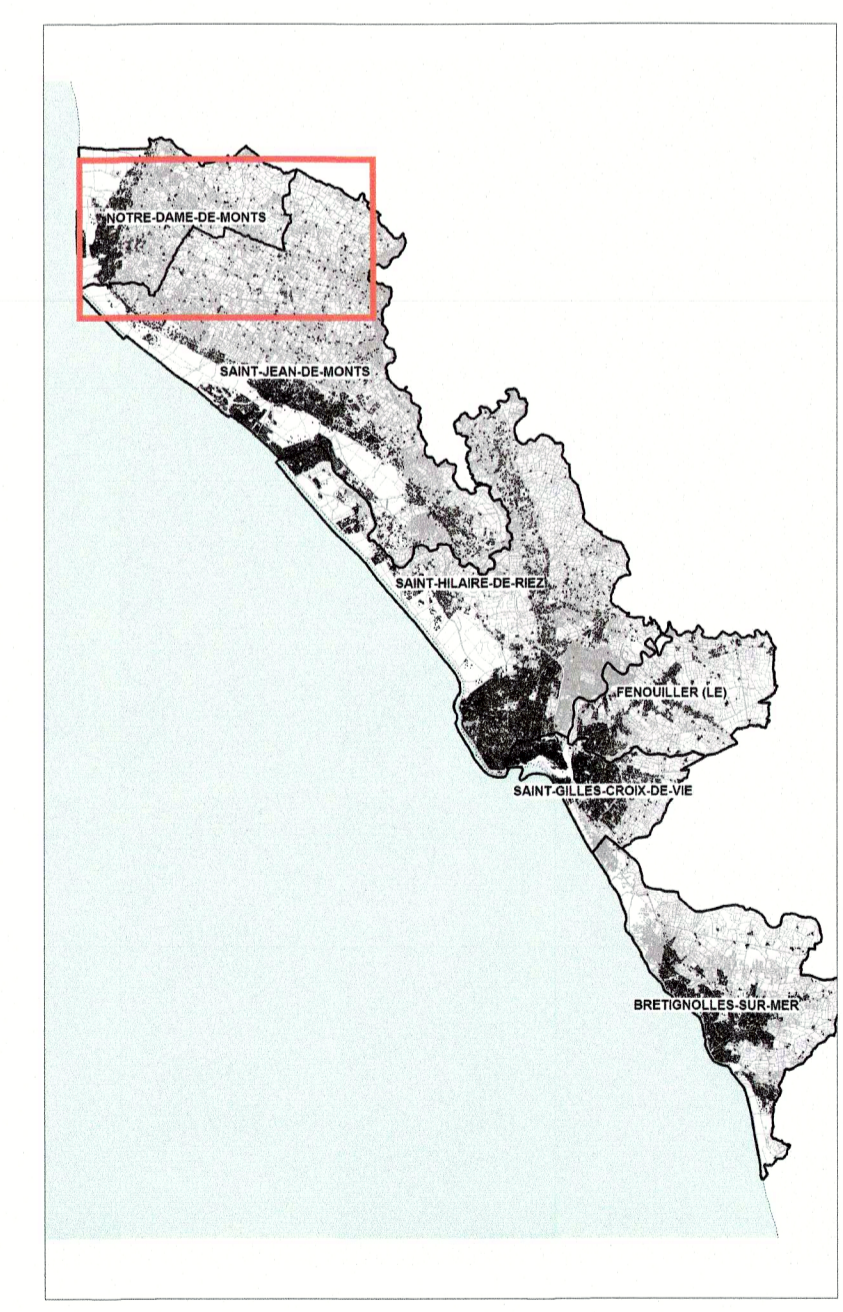 NOTRE-DAME-DE-MONTS
SAINT-JEAN-DE-MONTS
SAINT-HILAIRE-DE-RIEZ
FENOUILLER (LE)
SAINT-GILLES-CROIX-DE-VIE
BRETIGNOLLES-SUR-MER